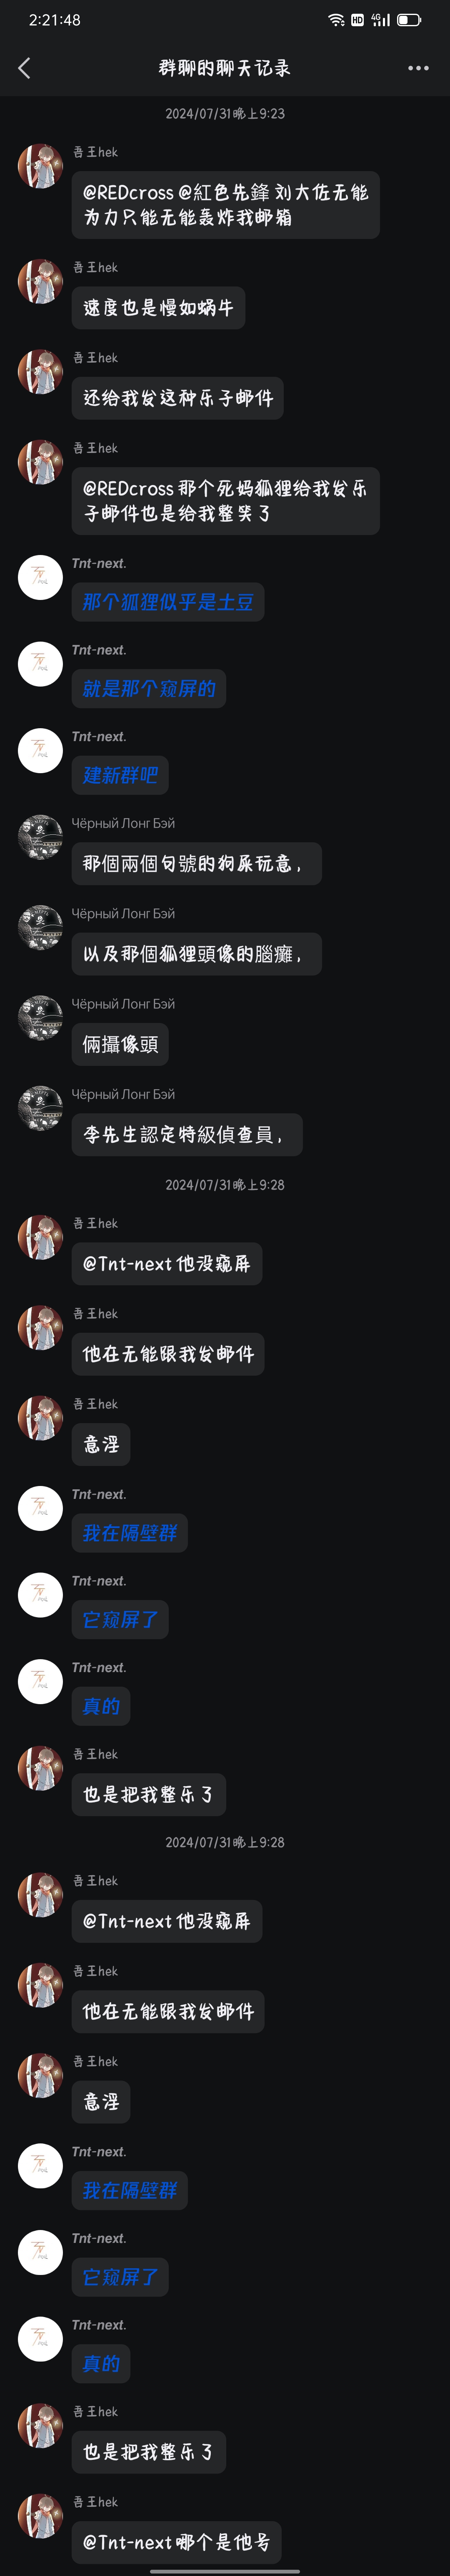 2:21:48
HD 4G
群聊的聊天记录
2024/07/31晚上9:23
吾王hek
@REDcross @紅色先鋒 刘大佐无能
为力只能无能轰炸我邮箱
吾王hek
速度也是慢如蜗牛
吾王hek
还给我发这种乐子邮件
吾王hek
@REDcross 那个死妈狐狸给我发乐
子邮件也是给我整笑了
Tnt-next.
那个狐狸似乎是土豆
Tnt-next.
就是那个窥屏的
Tnt-next.
建新群吧
Чёрный Лонг Бэй
那個兩個句號的狗屎玩意，
Чёрный Лонг Бэй
以及那個狐狸頭像的腦癱，
Чёрный Лонг Бэй
倆攝像頭
Чёрный Лонг Бэй
李先生認定特級偵查員，
2024/07/31晚上9:28
吾王hek
@Tnt-next 他没窥屏
吾王hek
他在无能跟我发邮件
吾王hek
意淫
Tnt-next.
我在隔壁群
Tnt-next.
它窥屏了
Tnt-next.
真的
吾王hek
也是把我整乐了
2024/07/31晚上9:28
吾王hek
@Tnt-next 他没窥屏
吾王hek
他在无能跟我发邮件
吾王hek
意淫
Tnt-next.
我在隔壁群
Tnt-next.
它窥屏了
Tnt-next.
真的
吾王hek
也是把我整乐了
吾王hek
@Tnt-next 哪个是他号